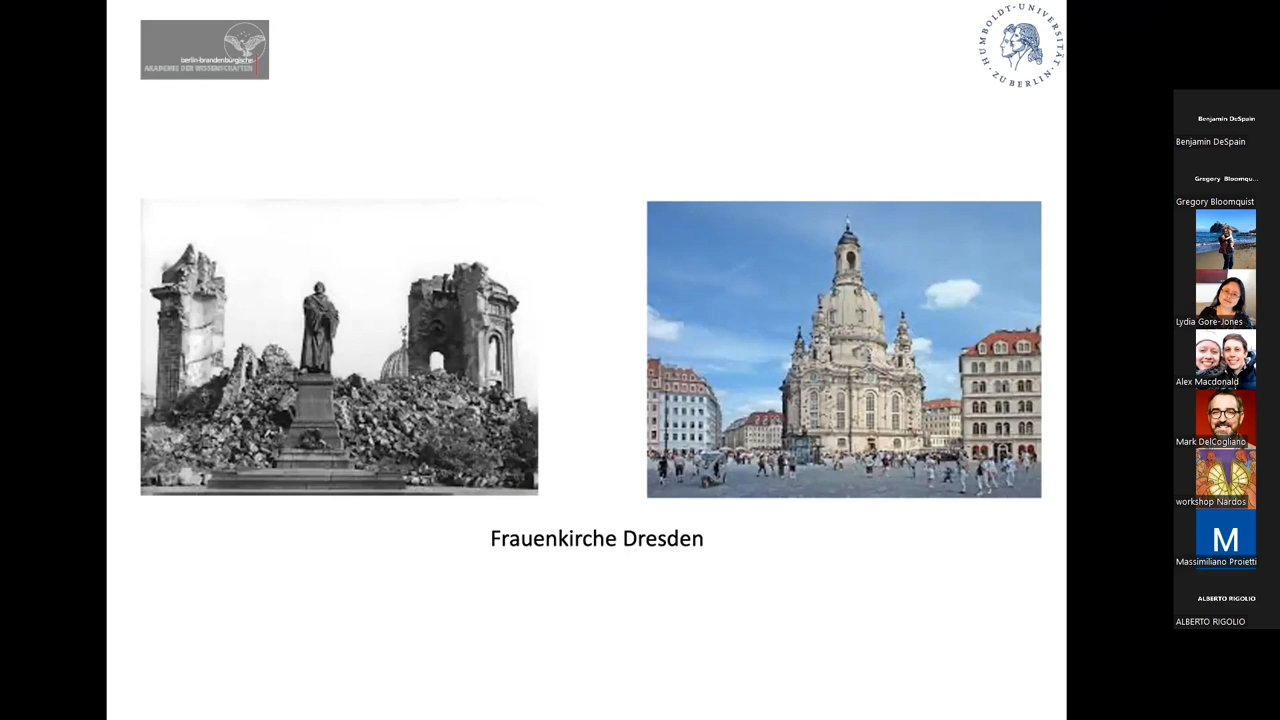 berlin-brandenburgische
AKADEMIE DER WISSENSCHAFTEN
HUMBOLDT-UNIVERSITÄT
ZU BERLIN
Frauenkirche Dresden
Benjamin DeSpain
Benjamin DeSpain
Gregory Bloomqu...
Gregory Bloomquist
Lydia Gore-Jones
Alex Macdonald
Mark DelCogliano
workshop Nardos
M
Massimiliano Proietti
ALBERTO RIGOLIO
ALBERTO RIGOLIO